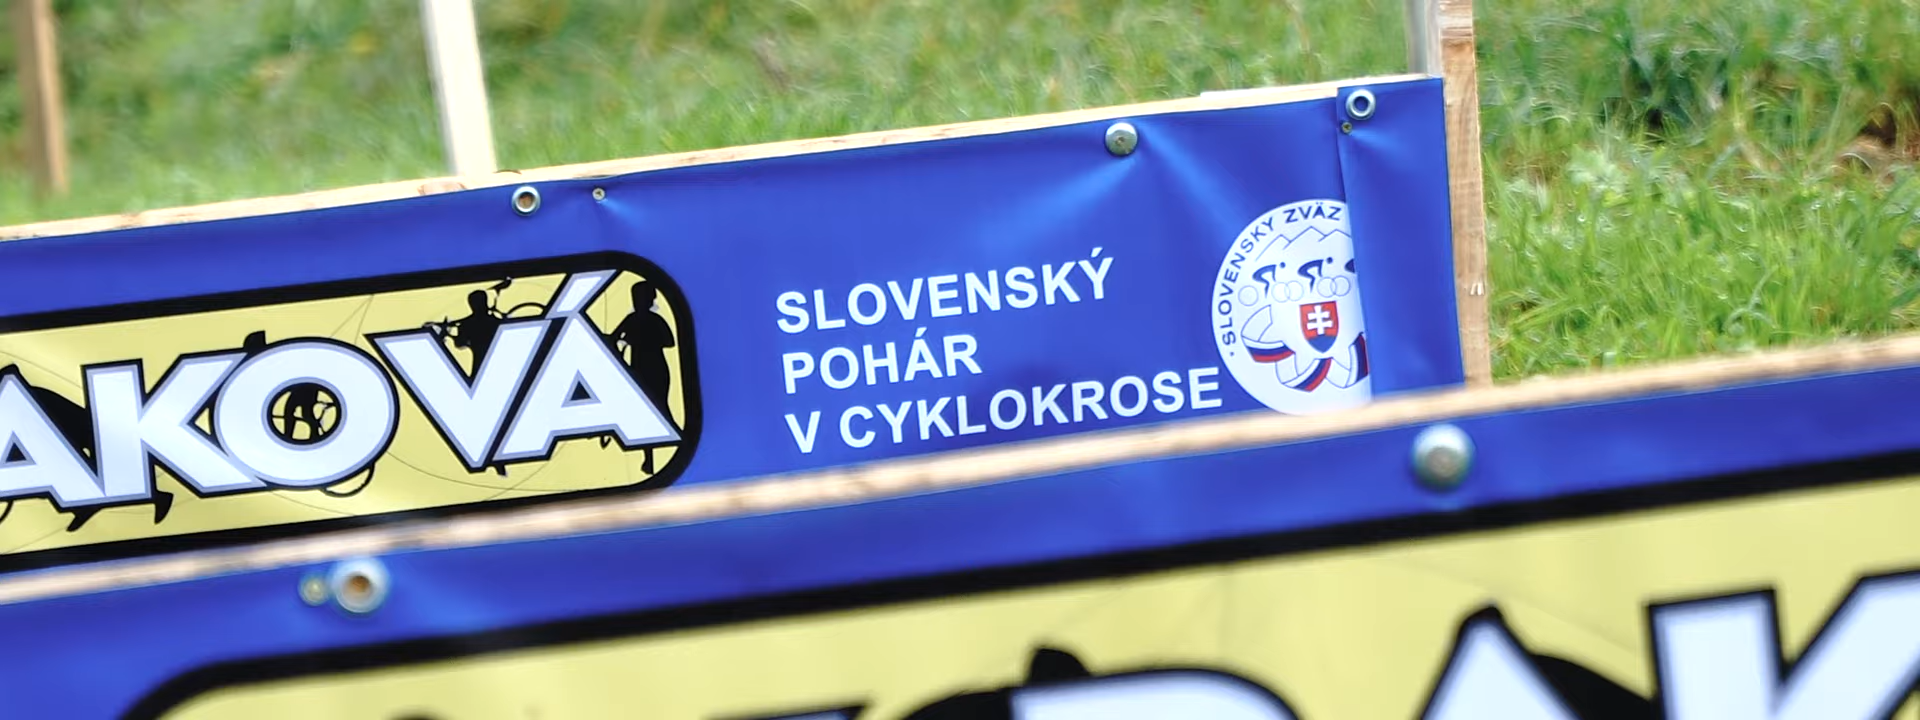 AKOVÁ
SLOVENSKÝ
POHÁR
V CYKLOKROSE
· SLOVENSKÝ ZVÄZ